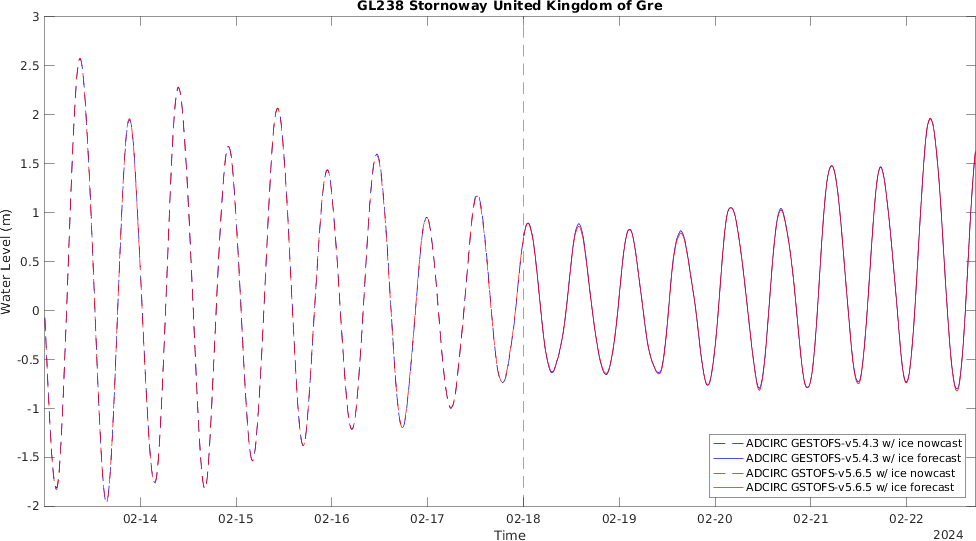 GL238 Stornoway United Kingdom of Gre
3
2.5
2
1.5
1
0.5
0
-0.5
-1
-1.5
-2
Water Level (m)
02-14 02-15 02-16 02-17 02-18 02-19 02-20 02-21 02-22
Time
2024
ADCIRC GESTOFS-v5.4.3 w/ ice nowcast
ADCIRC GESTOFS-v5.4.3 w/ ice forecast
ADCIRC GSTOFS-v5.6.5 w/ ice nowcast
ADCIRC GSTOFS-v5.6.5 w/ ice forecast